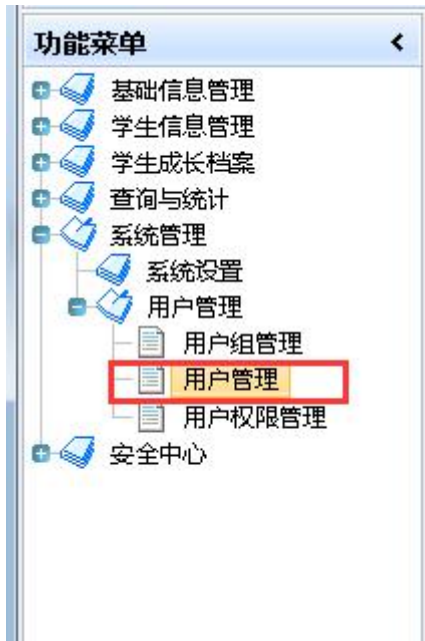 功能菜单
基础信息管理
学生信息管理
学生成长档案
查询与统计
系统管理
系统设置
用户管理
用户组管理
用户管理
用户权限管理
安全中心